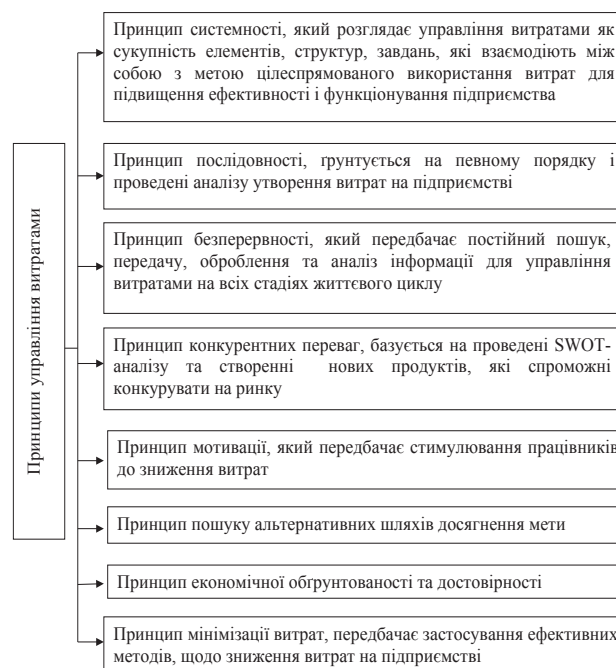 Принципи управління витратами
Принцип системності, який розглядає управління витратами як
сукупність елементів, структур, завдань, які взаємодіють між
собою з метою цілеспрямованого використання витрат для
підвищення ефективності і функціонування підприємства
Принцип послідовності, ґрунтується на певному порядку і
проведені аналізу утворення витрат на підприємстві
Принцип безперервності, який передбачає постійний пошук,
передачу, оброблення та аналіз інформації для управління
витратами на всіх стадіях життєвого циклу
Принцип конкурентних переваг, базується на проведені SWOT-
аналізу та створенні нових продуктів, які спроможні
конкурувати на ринку
Принцип мотивації, який передбачає стимулювання працівників
до зниження витрат
Принцип пошуку альтернативних шляхів досягнення мети
Принцип економічної обґрунтованості та достовірності
Принцип мінімізації витрат, передбачає застосування ефективних
методів, щодо зниження витрат на підприємстві